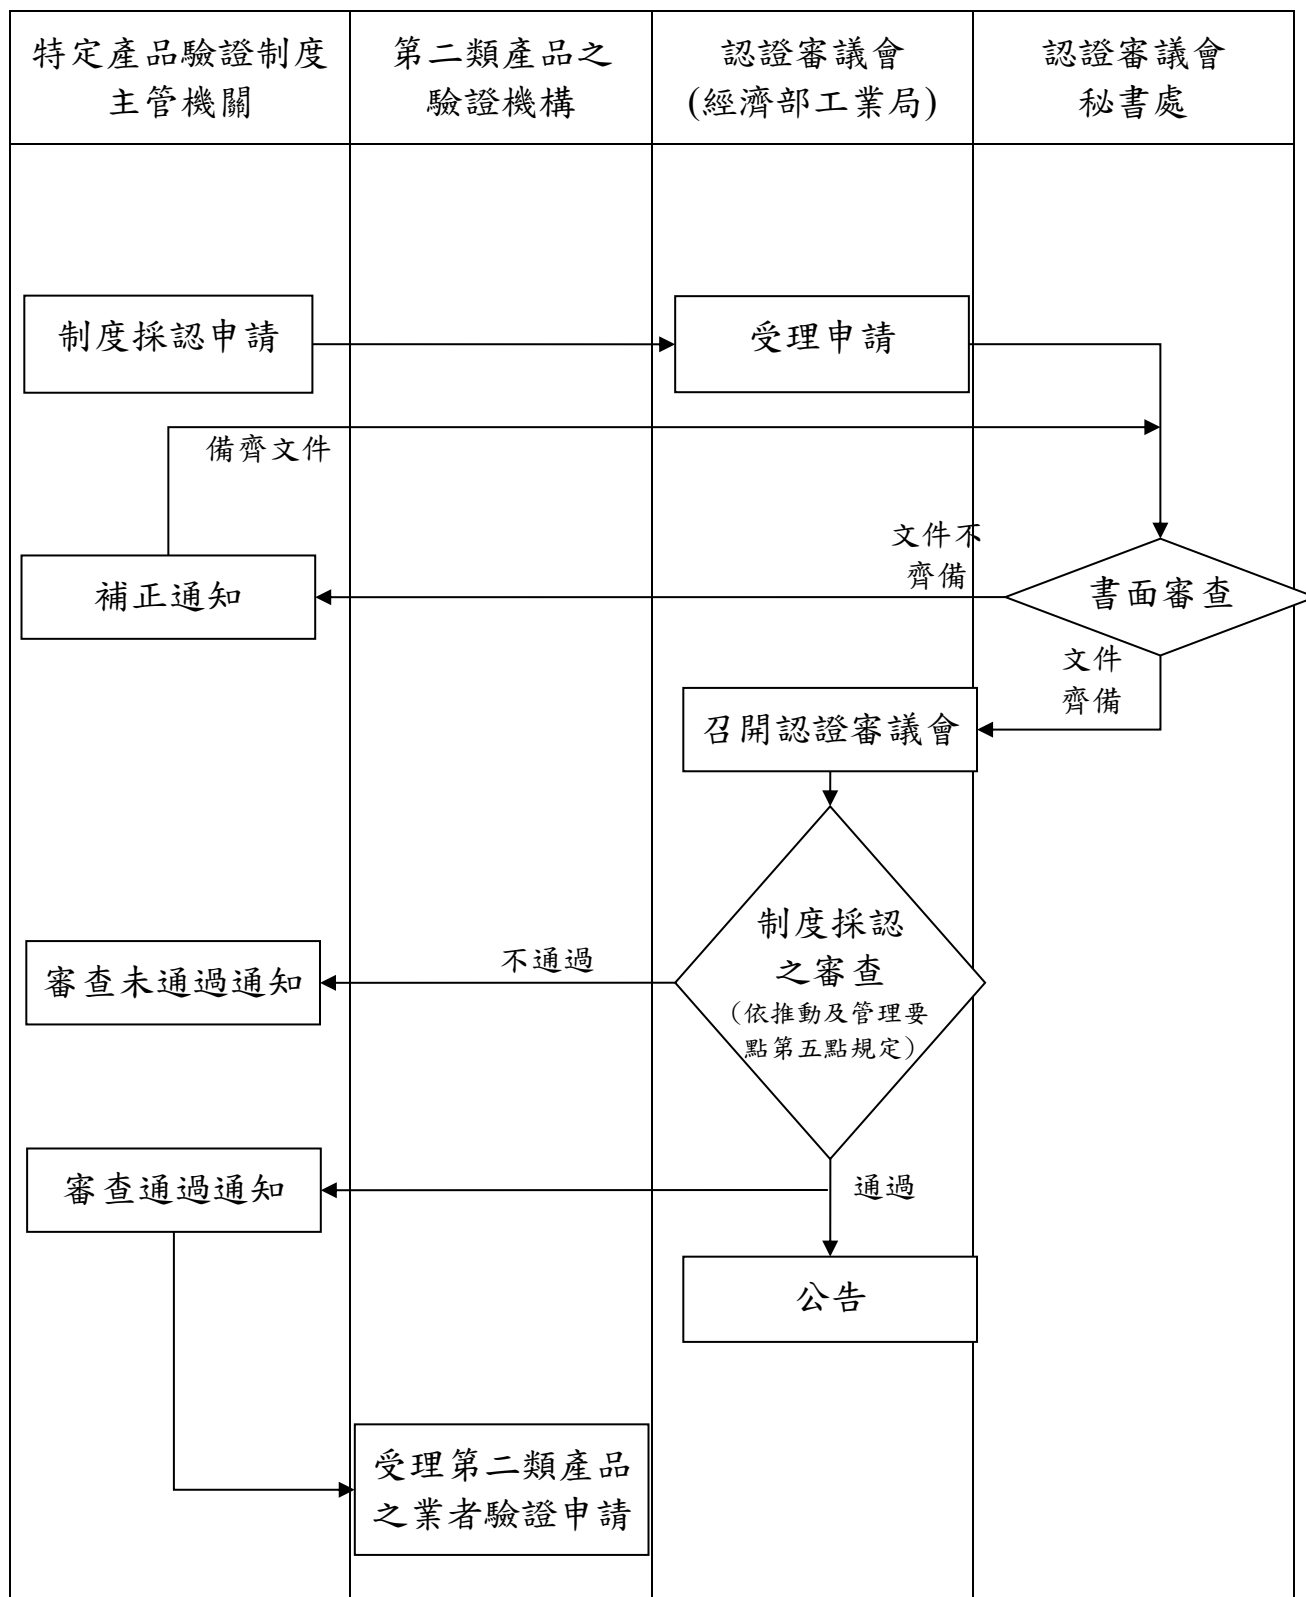 特定產品驗證制度
主管機關
第二類產品之
驗證機構
認證審議會
(經濟部工業局)
認證審議會
秘書處
制度採認申請
受理申請
備齊文件
文件不
齊備
補正通知
書面審查
文件
齊備
召開認證審議會
制度採認
之審查
（依推動及管理要
點第五點規定）
不通過
審查未通過通知
審查通過通知
通過
公告
受理第二類產品
之業者驗證申請